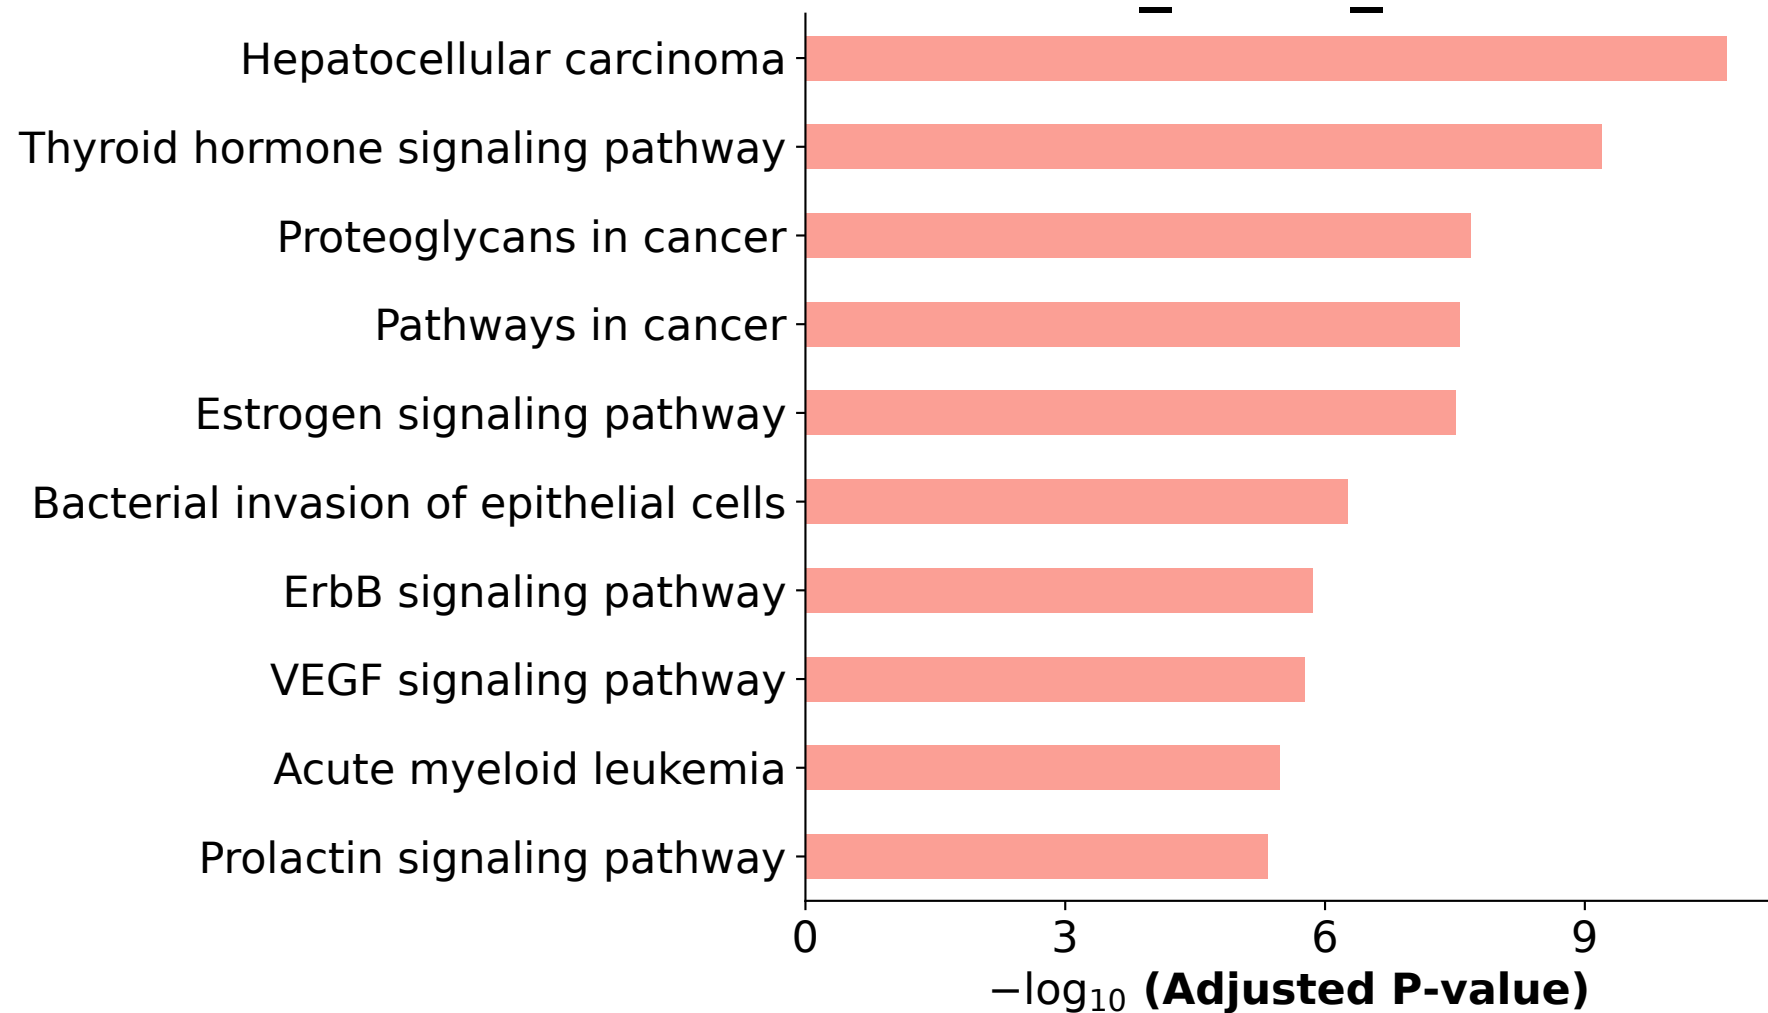 Hepatocellular carcinoma
Thyroid hormone signaling pathway
Proteoglycans in cancer
Pathways in cancer
Estrogen signaling pathway
Bacterial invasion of epithelial cells
ErbB signaling pathway
VEGF signaling pathway
Acute myeloid leukemia
Prolactin signaling pathway
0 3 6 9
−log₁₀ (Adjusted P-value)